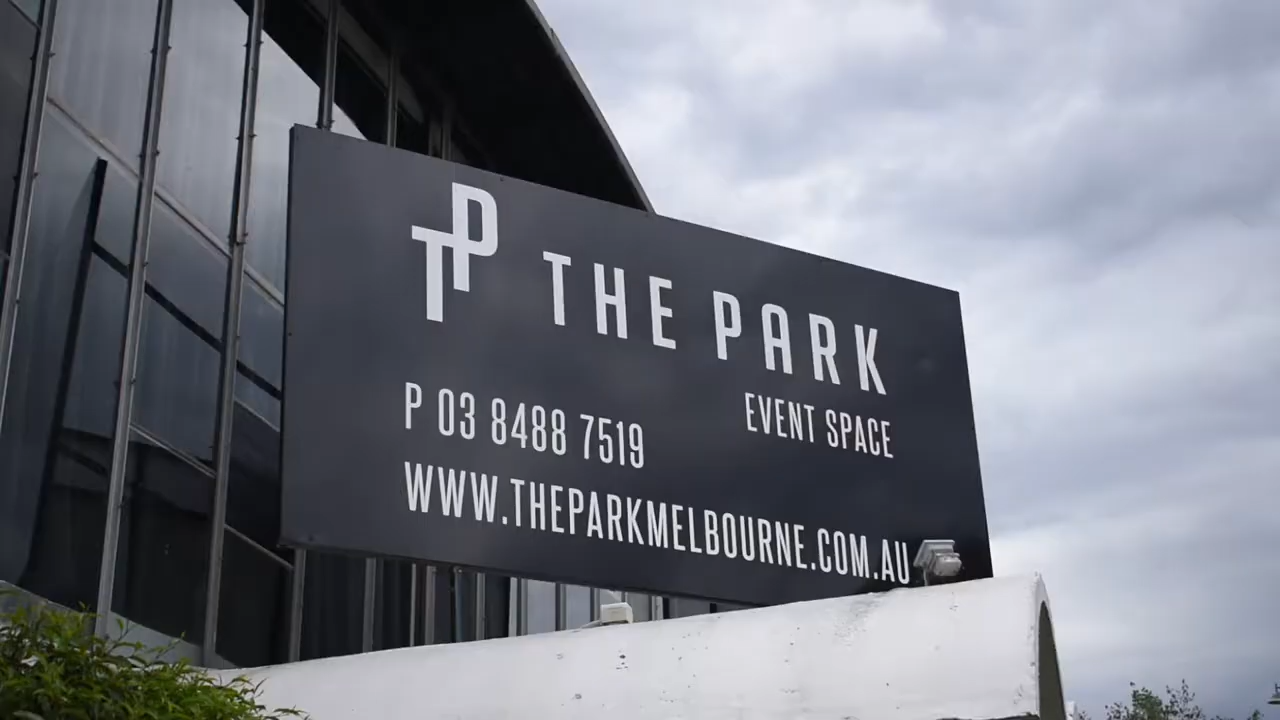 TP THE PARK
EVENT SPACE
P 03 8488 7519
WWW.THEPARKMELBOURNE.COM.AU